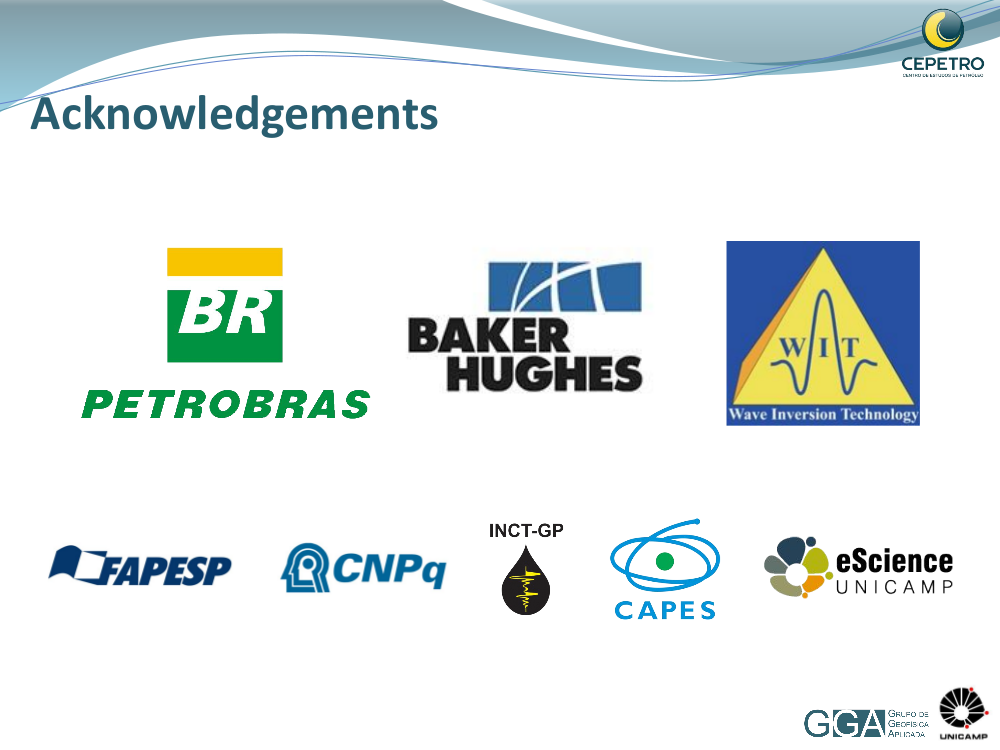 CEPETRO
CENTRO DE ESTUDOS DE PETRÓLEO
Acknowledgements
BR
PETROBRAS
BAKER
HUGHES
WIT
Wave Inversion Technology
FAPESP
CNPq
INCT-GP
CAPES
eScience
UNICAMP
GGA
GRUPO DE
GEOFÍSICA
APLICADA
UNICAMP